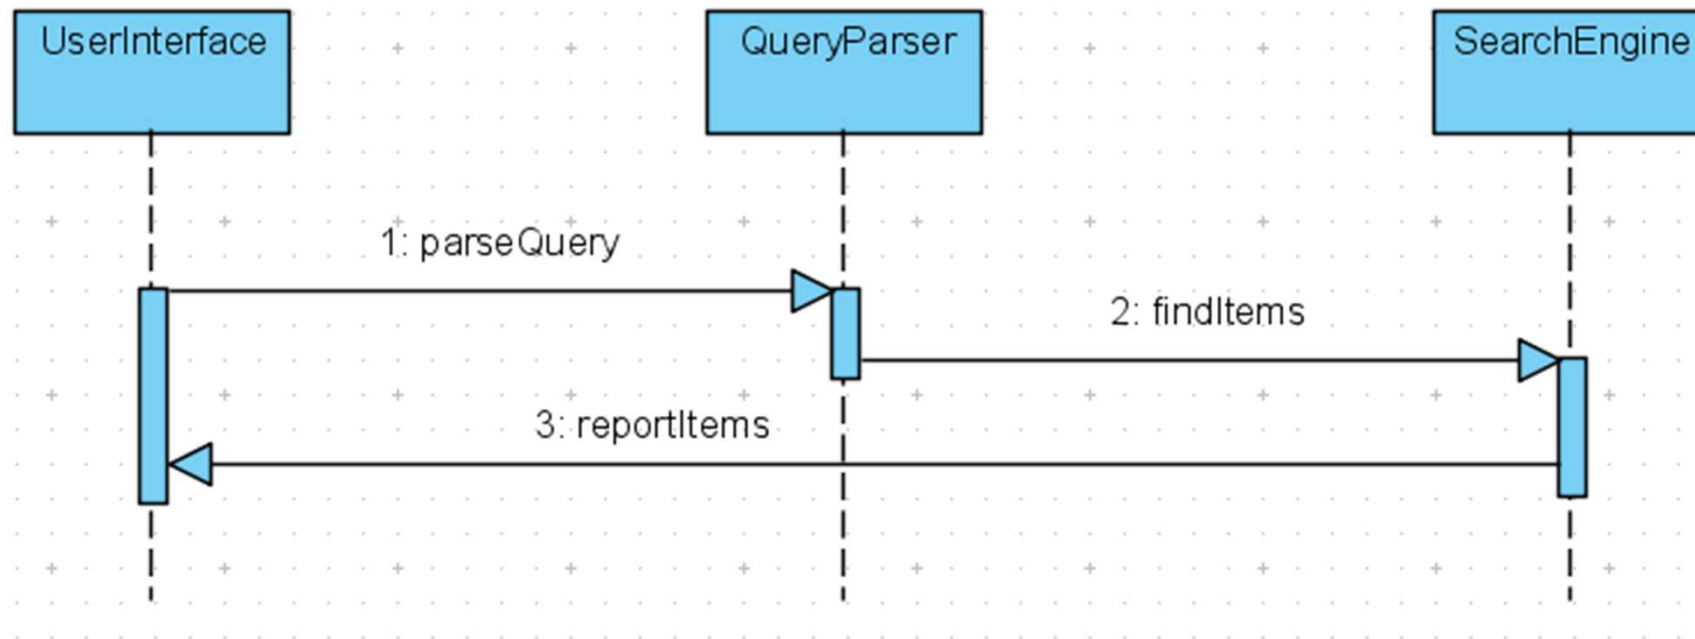 UserInterface
QueryParser
SearchEngine
1: parseQuery
2: findItems
3: reportItems